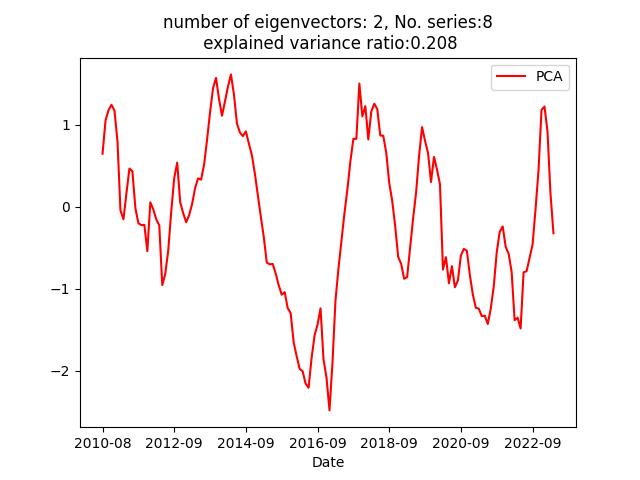 number of eigenvectors: 2, No. series:8
explained variance ratio:0.208
PCA
1
0
−1
−2
2010-08 2012-09 2014-09 2016-09 2018-09 2020-09 2022-09
Date